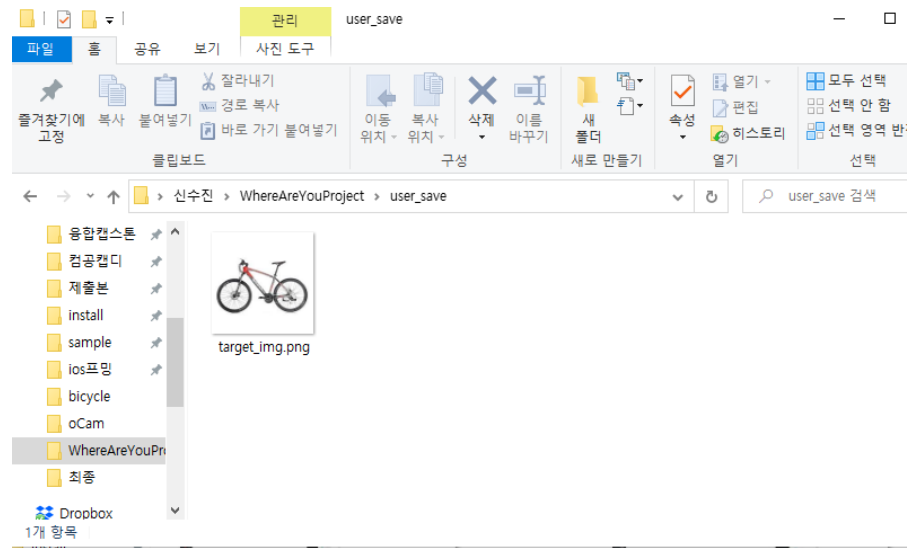 관리 user_save
파일 홈 공유 보기 사진 도구
즐겨찾기에 고정
복사
붙여넣기
잘라내기
경로 복사
바로 가기 붙여넣기
클립보드
이동 위치
복사 위치
삭제
이름 바꾸기
구성
새 폴더
새로 만들기
속성
열기
편집
히스토리
열기
모두 선택
선택 안 함
선택 영역 반
선택
신수진 › WhereAreYouProject › user_save
user_save 검색
융합캡스톤
컴공캡디
제출본
install
sample
ios프밍
bicycle
oCam
WhereAreYouPr
최종
Dropbox
target_img.png
1개 항목